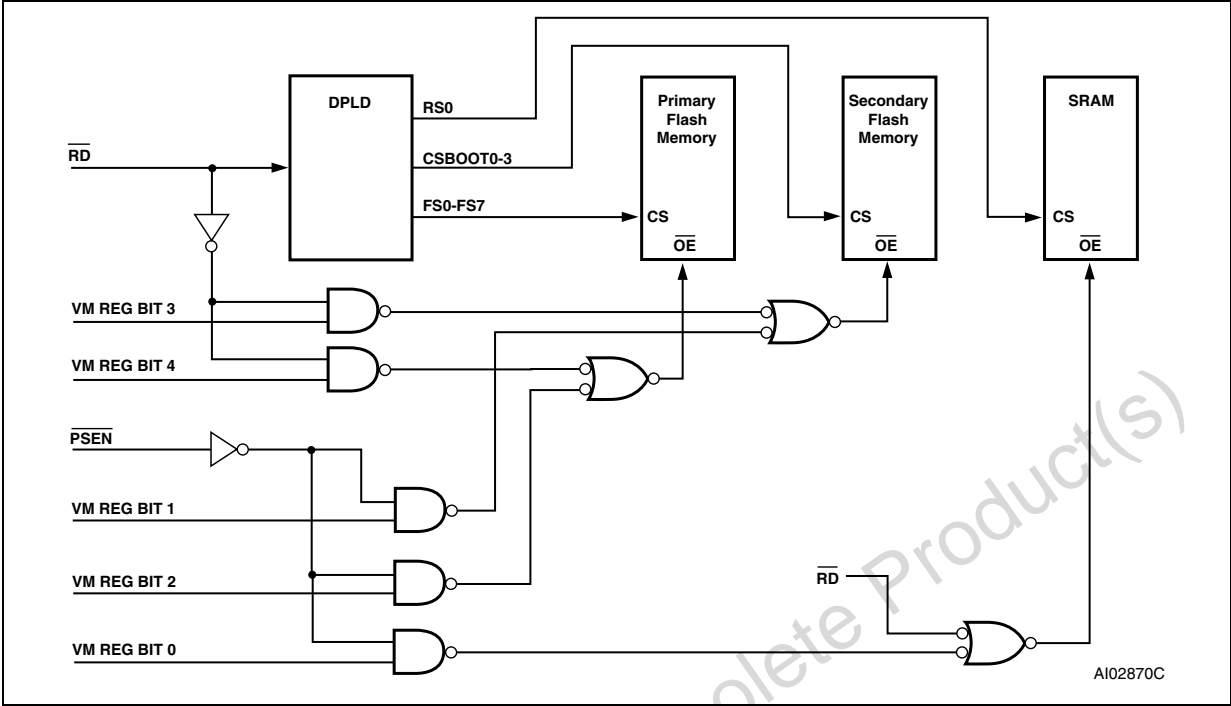 DPLD
RS0
CSBOOT0-3
FS0-FS7
Primary
Flash
Memory
CS
OE
Secondary
Flash
Memory
CS
OE
SRAM
CS
OE
RD
VM REG BIT 3
VM REG BIT 4
PSEN
VM REG BIT 1
VM REG BIT 2
VM REG BIT 0
RD
olete Product(s)
AI02870C